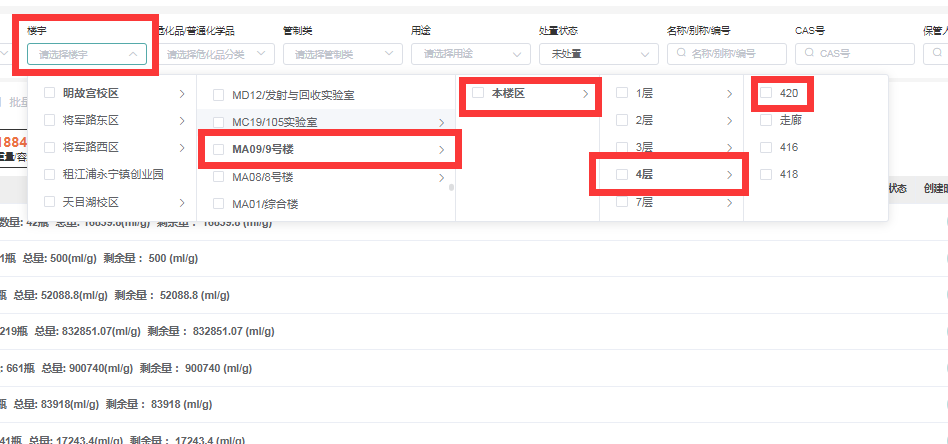 楼宇
危化品/普通化学品
管制类
用途
处置状态
名称/别称/编号
CAS号
保管人
请选择楼宇
请选择危化品分类
请选择管制类
请选择用途
未处置
名称/别称/编号
CAS号
明故宫校区
将军路东区
将军路西区
租江浦永宁镇创业园
天目湖校区
MD12/发射与回收实验室
MC19/105实验室
MA09/9号楼
MA08/8号楼
MA01/综合楼
本楼区
1层
2层
3层
4层
7层
420
走廊
416
418
批量
1884
重量/容
状态
创建时
数量: 42瓶 总量: 16839.8(ml/g) 剩余量： 16839.8 (ml/g)
1瓶 总量: 500(ml/g) 剩余量： 500 (ml/g)
瓶 总量: 52088.8(ml/g) 剩余量： 52088.8 (ml/g)
219瓶 总量: 832851.07(ml/g) 剩余量： 832851.07 (ml/g)
: 661瓶 总量: 900740(ml/g) 剩余量： 900740 (ml/g)
瓶 总量: 83918(ml/g) 剩余量： 83918 (ml/g)
41瓶 总量: 17243.4(ml/g) 剩余量： 17243.4 (ml/g)